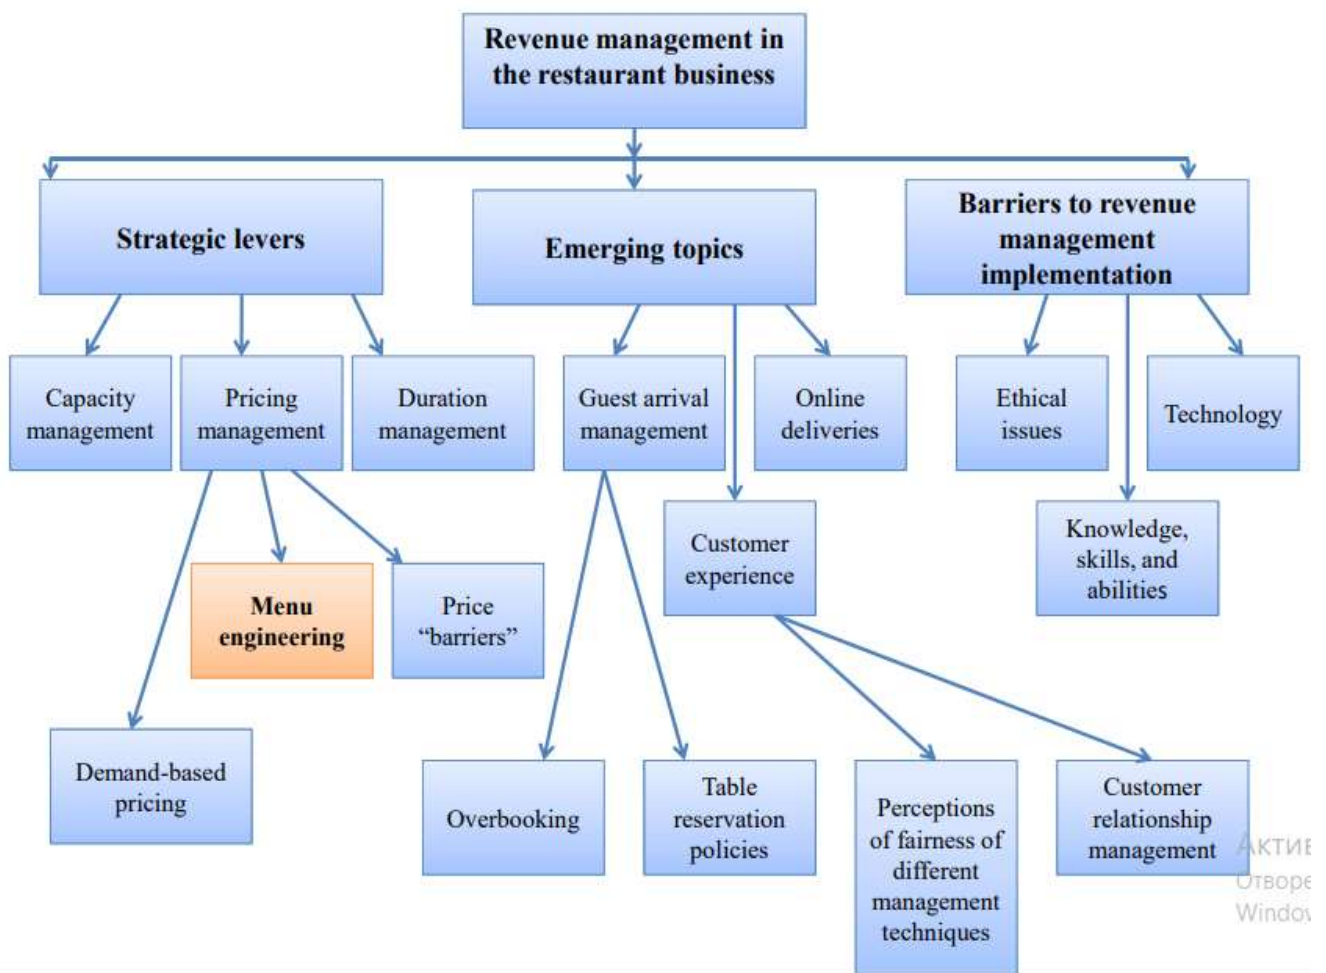 Revenue management in
the restaurant business
Strategic levers
Emerging topics
Barriers to revenue
management
implementation
Capacity
management
Pricing
management
Duration
management
Guest arrival
management
Online
deliveries
Ethical
issues
Technology
Customer
experience
Knowledge,
skills, and
abilities
Menu
engineering
Price
“barriers”
Demand-based
pricing
Overbooking
Table
reservation
policies
Perceptions
of fairness of
different
management
techniques
Customer
relationship
management